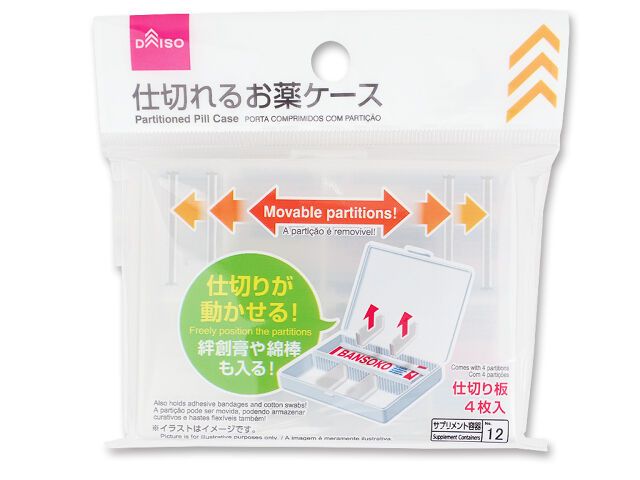 DAISO
仕切れるお薬ケース
Partitioned Pill Case PORTA COMPRIMIDOS COM PARTIÇÃO
Movable partitions!
A partição é removível!
仕切りが
動かせる!
Freely position the partitions
絆創膏や綿棒
も入る!
BANSOKO
Also holds adhesive bandages and cotton swabs!
A partição pode ser movida, podendo armazenar
curativos e hastes flexíveis também!
※イラストはイメージです。
Picture is for illustrative purposes only. / A imagem é meramente ilustrativa.
Comes with 4 partitions
Com 4 partições
仕切り板
4枚入
サプリメント容器
Supplement Containers
No.
12